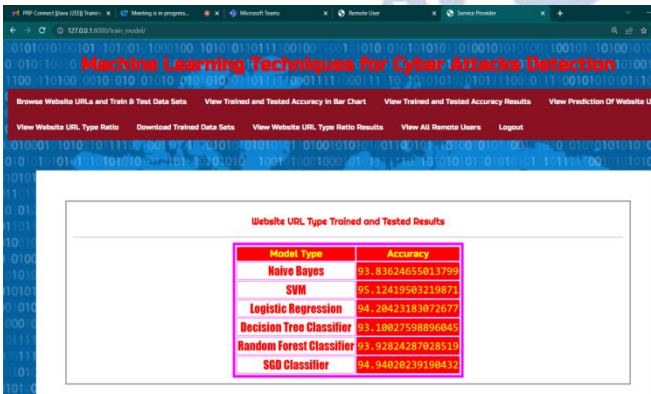 PRP Connect [[Java J2EE]] Trainin
Meeting is in progress..
Microsoft Teams
Remote User
Service Provider
127.0.0.1:8000/train_model/
Machine Learning Techniques for Cyber Attacks Detection
Browse Website URLs and Train & Test Data Sets View Trained and Tested Accuracy in Bar Chart View Trained and Tested Accuracy Results View Prediction Of Website U
View Website URL Type Ratio Download Trained Data Sets View Website URL Type Ratio Results View All Remote Users Logout
Website URL Type Trained and Tested Results
Model Type Accuracy
Naive Bayes 93.83624655013799
SVM 95.12419503219871
Logistic Regression 94.20423183072677
Decision Tree Classifier 93.10027598896045
Random Forest Classifier 93.92824287028519
SGD Classifier 94.94020239190432